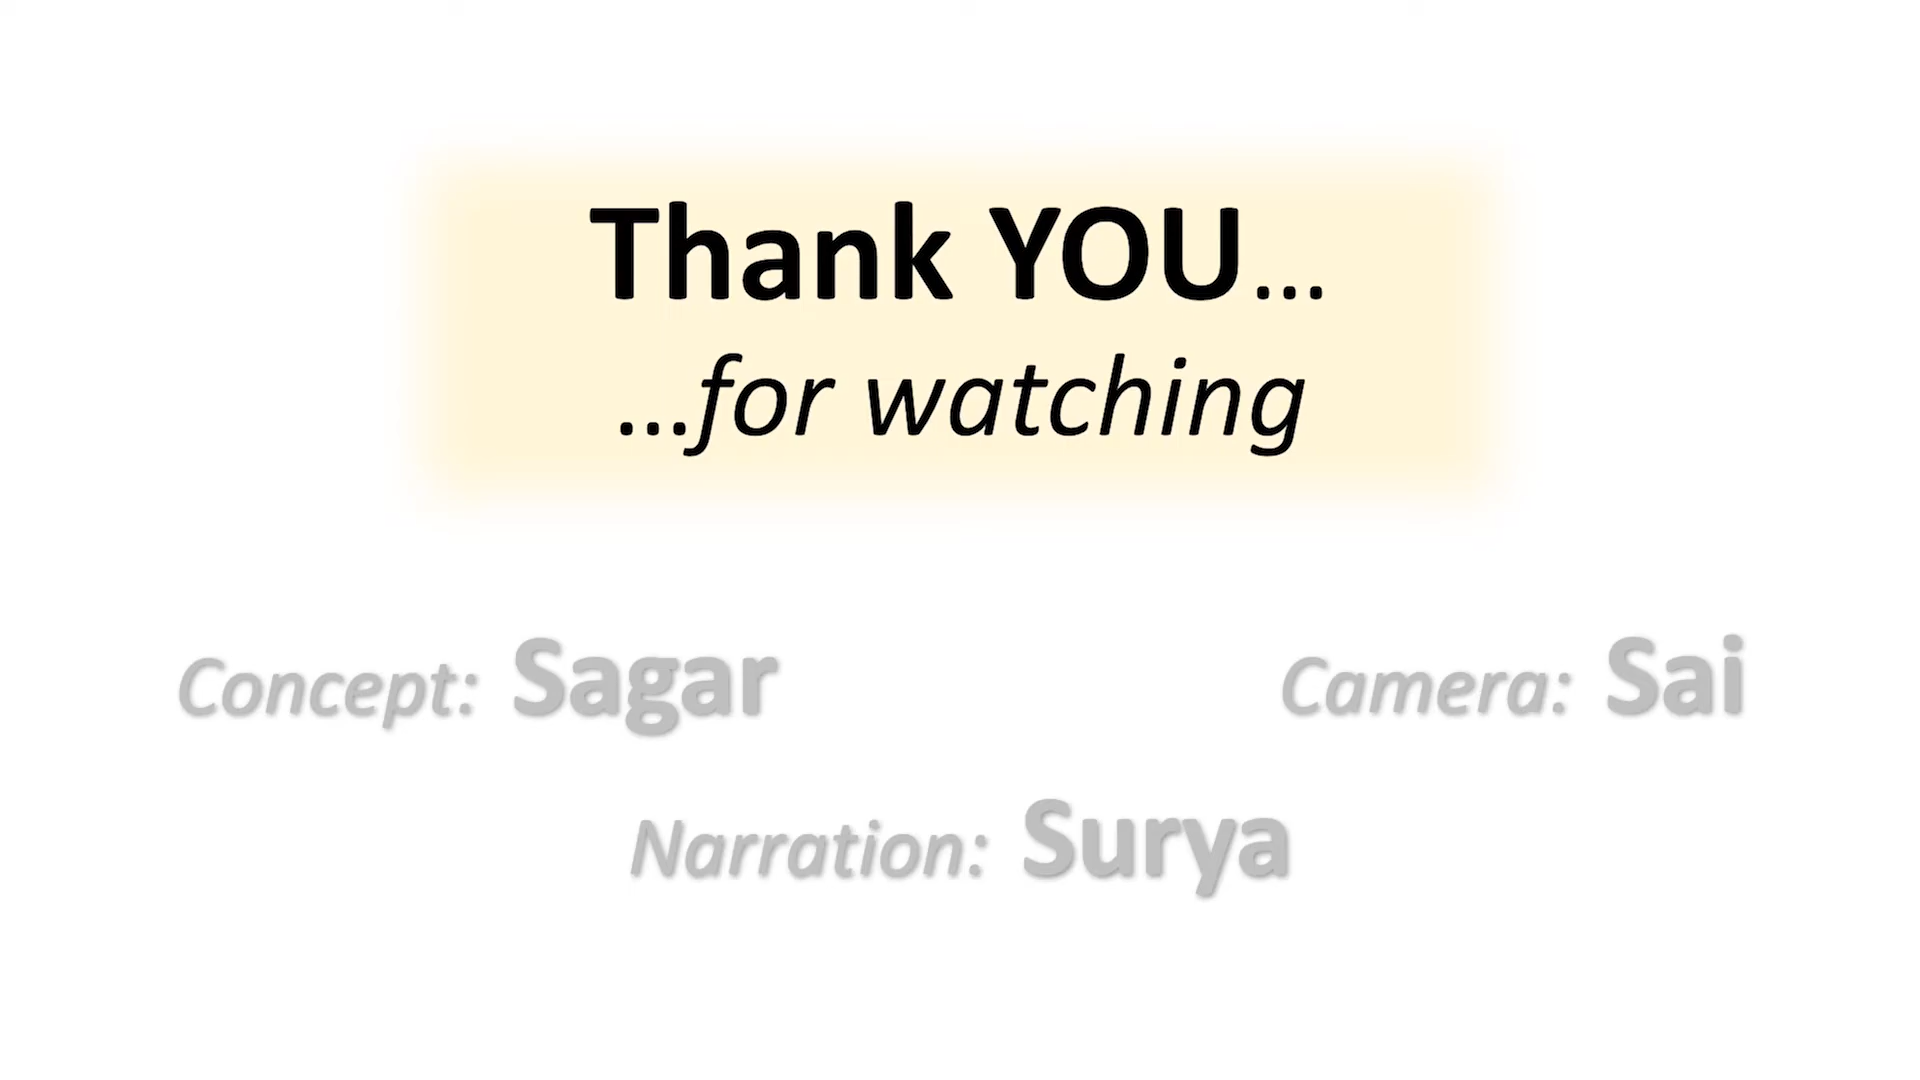 Thank YOU...
...for watching
Concept: Sagar
Camera: Sai
Narration: Surya